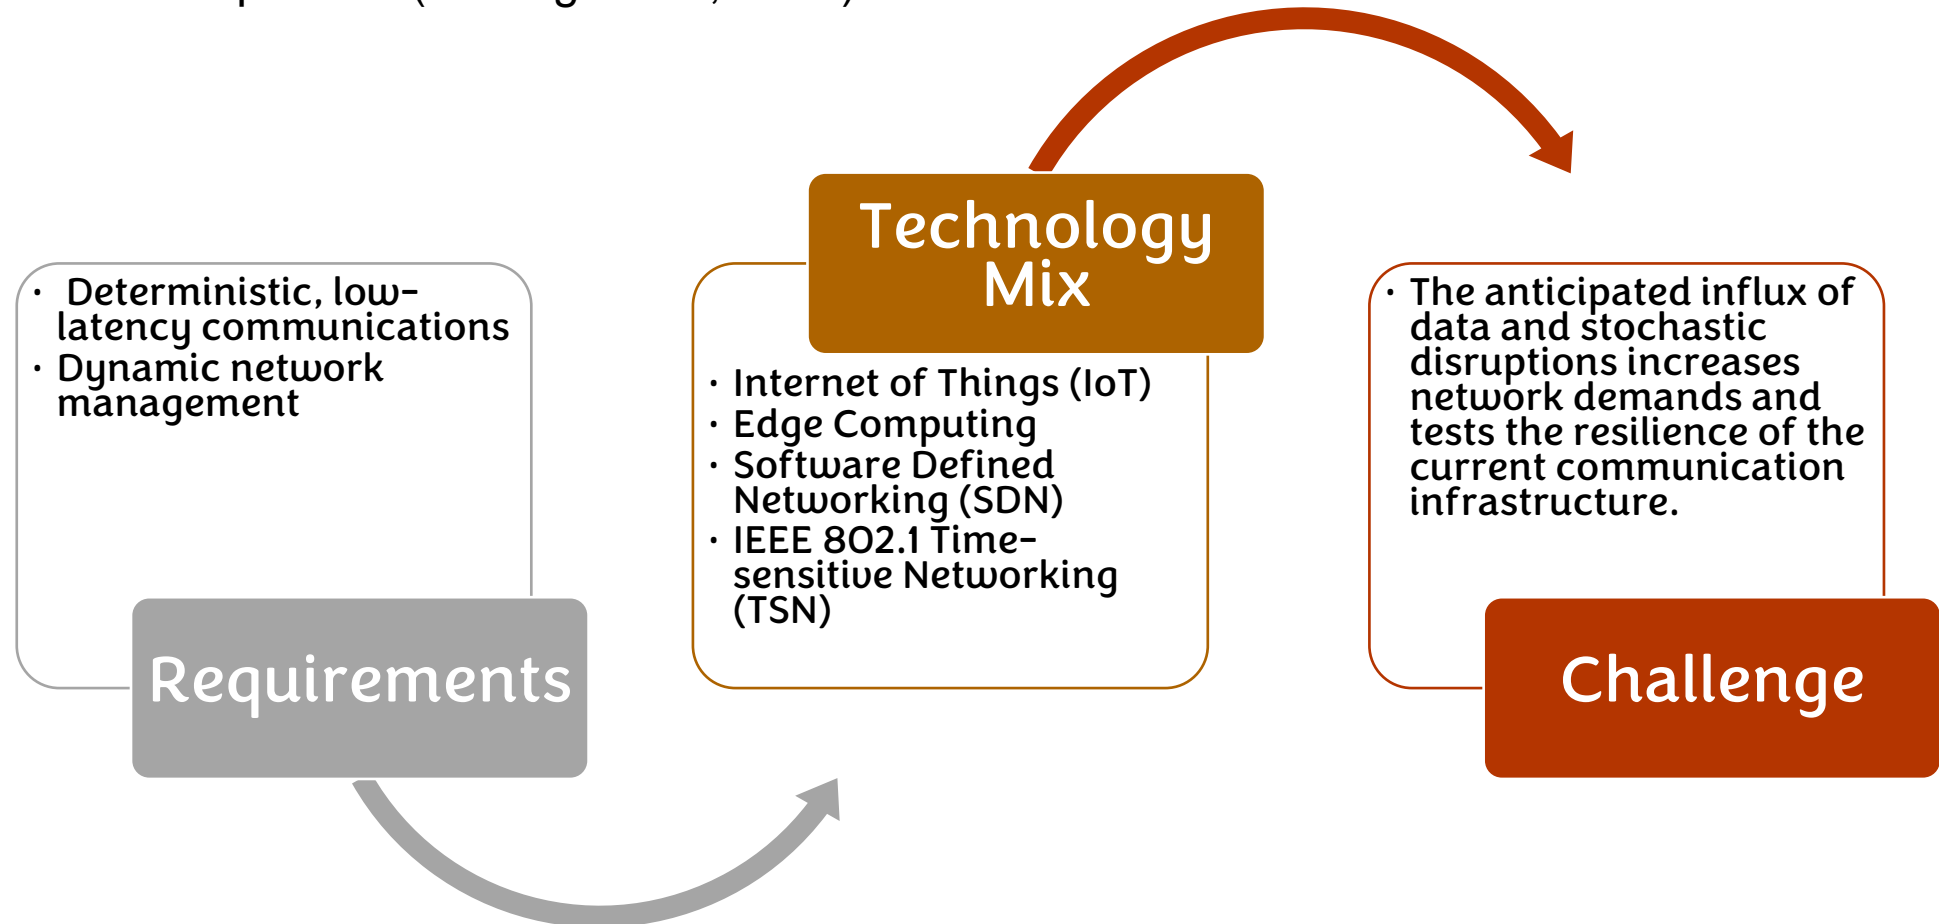 • Deterministic, low-
latency communications
• Dynamic network
management
Requirements
Technology
Mix
• Internet of Things (IoT)
• Edge Computing
• Software Defined
Networking (SDN)
• IEEE 802.1 Time-
sensitive Networking
(TSN)
• The anticipated influx of
data and stochastic
disruptions increases
network demands and
tests the resilience of the
current communication
infrastructure.
Challenge